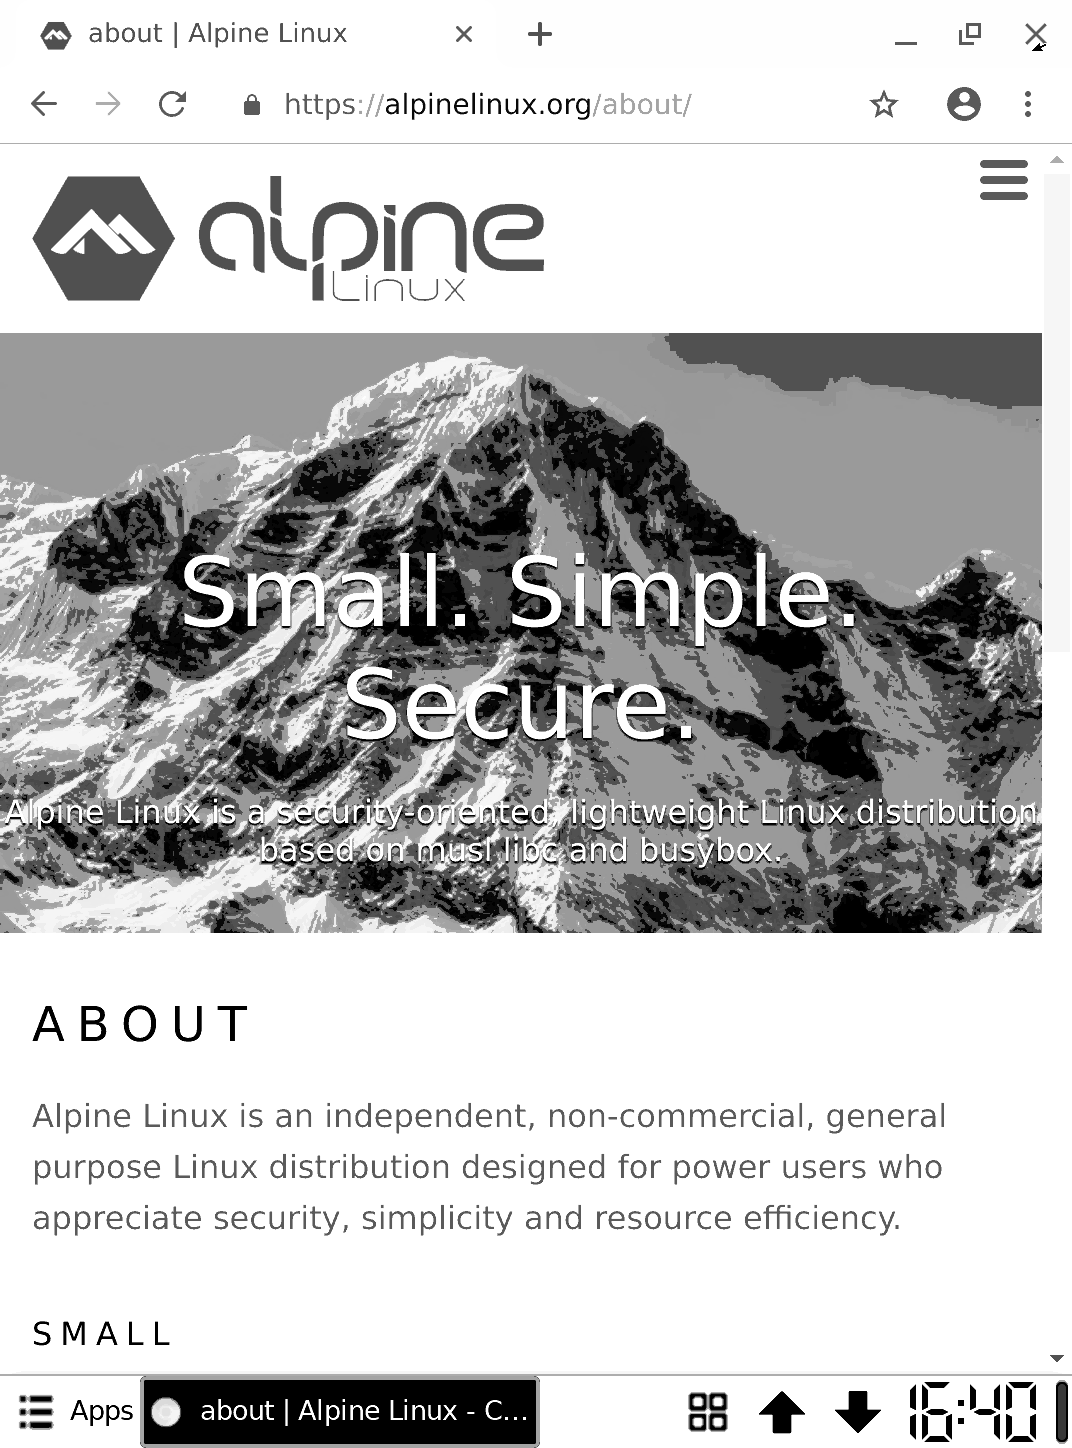 about | Alpine Linux
https://alpinelinux.org/about/
alpine
Linux
Small. Simple.
Secure.
Alpine Linux is a security-oriented, lightweight Linux distribution
based on musl libc and busybox.
ABOUT
Alpine Linux is an independent, non-commercial, general
purpose Linux distribution designed for power users who
appreciate security, simplicity and resource efficiency.
SMALL
Apps about | Alpine Linux - C... 16:40